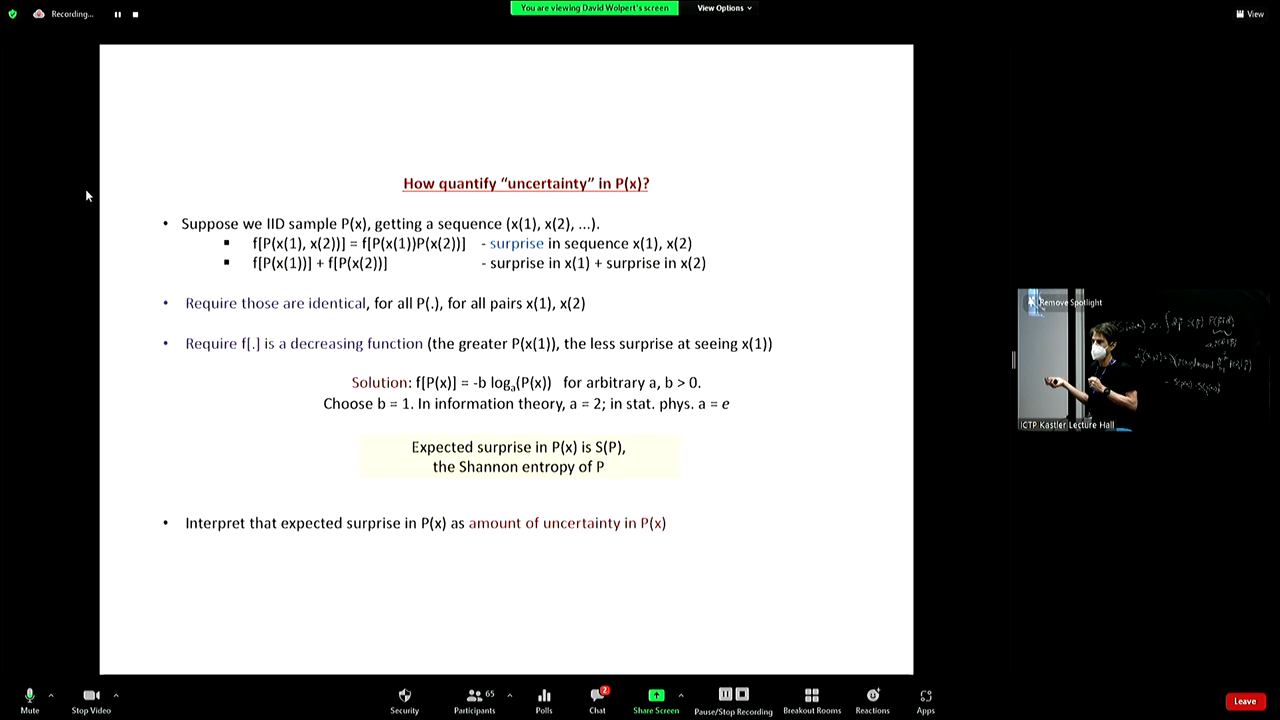 Recording...
You are viewing David Wolpert's screen
View Options
View
How quantify “uncertainty” in P(x)?
• Suppose we IID sample P(x), getting a sequence (x(1), x(2), ...).
▪ f[P(x(1), x(2))] = f[P(x(1))P(x(2))] - surprise in sequence x(1), x(2)
▪ f[P(x(1))] + f[P(x(2))] - surprise in x(1) + surprise in x(2)
• Require those are identical, for all P(.), for all pairs x(1), x(2)
• Require f[.] is a decreasing function (the greater P(x(1)), the less surprise at seeing x(1))
Solution: f[P(x)] = -b logₐ(P(x)) for arbitrary a, b > 0.
Choose b = 1. In information theory, a = 2; in stat. phys. a = e
Expected surprise in P(x) is S(P),
the Shannon entropy of P
• Interpret that expected surprise in P(x) as amount of uncertainty in P(x)
Remove Spotlight
ICTP Kastler Lecture Hall
Mute
Stop Video
Security
65
Participants
Polls
2
Chat
Share Screen
Pause/Stop Recording
Breakout Rooms
Reactions
Apps
Leave